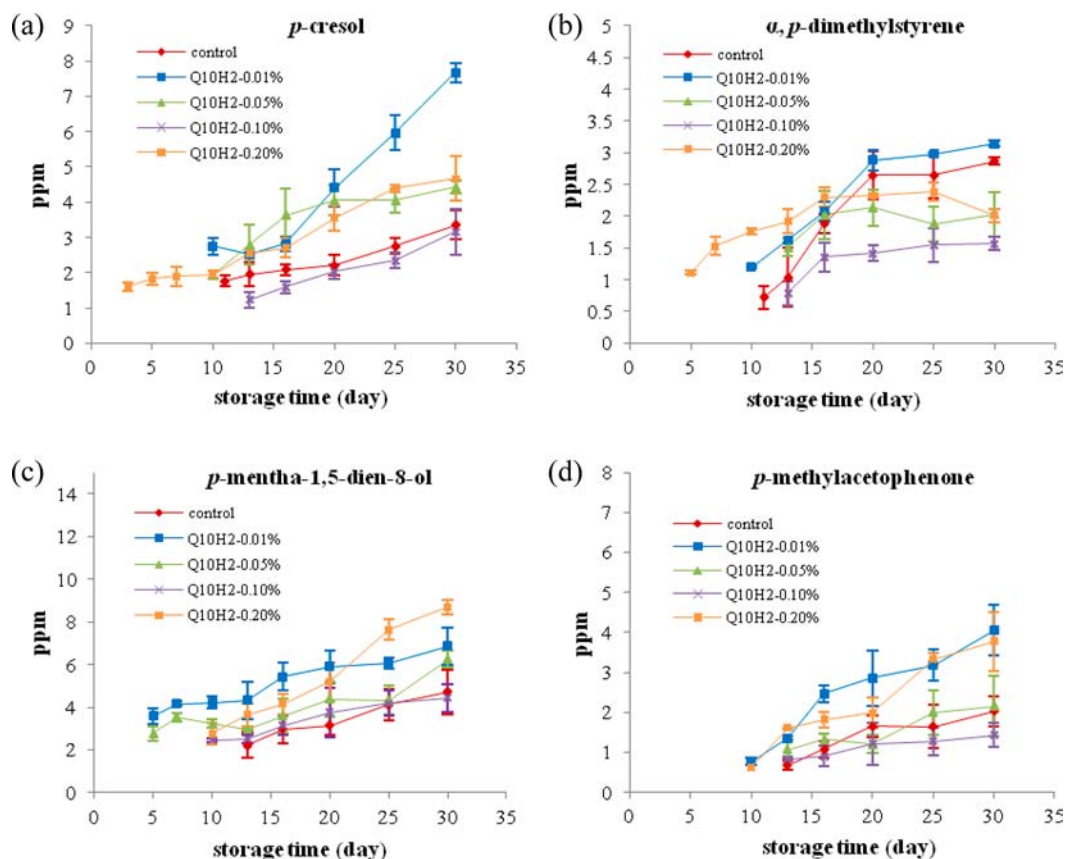 (a)
p-cresol
control
Q10H2-0.01%
Q10H2-0.05%
Q10H2-0.10%
Q10H2-0.20%
ppm
9
8
7
6
5
4
3
2
1
0
0 5 10 15 20 25 30 35
storage time (day)
(b)
α, p-dimethylstyrene
control
Q10H2-0.01%
Q10H2-0.05%
Q10H2-0.10%
Q10H2-0.20%
ppm
5
4.5
4
3.5
3
2.5
2
1.5
1
0.5
0
0 5 10 15 20 25 30 35
storage time (day)
(c)
p-mentha-1,5-dien-8-ol
control
Q10H2-0.01%
Q10H2-0.05%
Q10H2-0.10%
Q10H2-0.20%
ppm
14
12
10
8
6
4
2
0
0 5 10 15 20 25 30 35
storage time (day)
(d)
p-methylacetophenone
control
Q10H2-0.01%
Q10H2-0.05%
Q10H2-0.10%
Q10H2-0.20%
ppm
8
7
6
5
4
3
2
1
0
0 5 10 15 20 25 30 35
storage time (day)